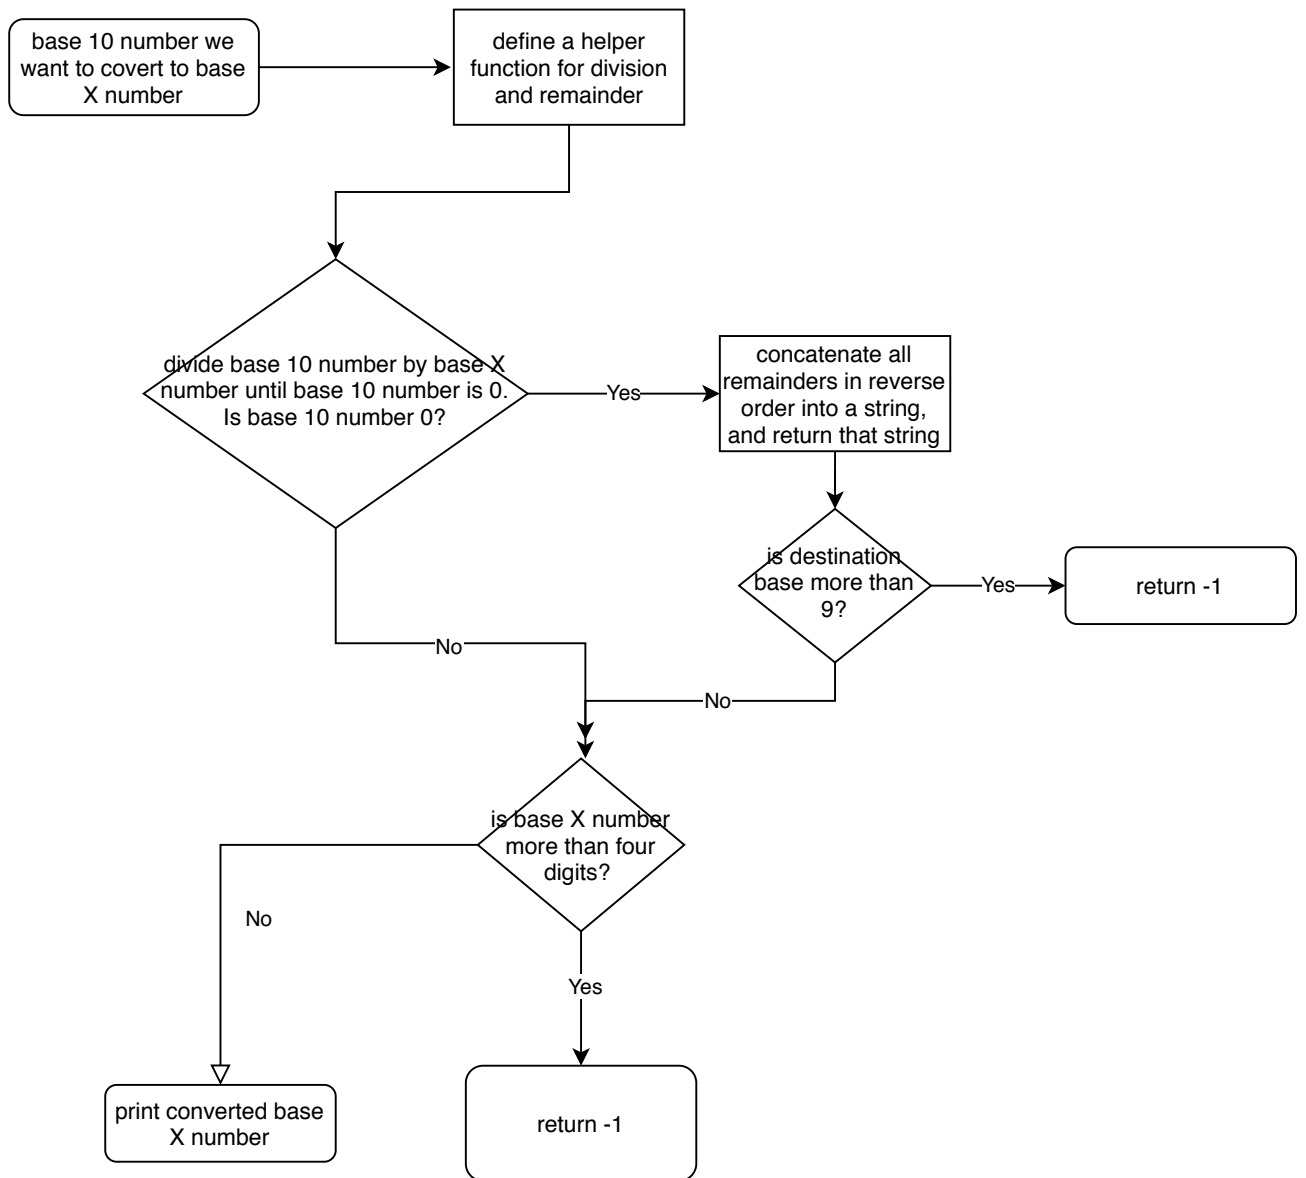 base 10 number we
want to covert to base
X number
define a helper
function for division
and remainder
divide base 10 number by base X
number until base 10 number is 0.
Is base 10 number 0?
Yes
concatenate all
remainders in reverse
order into a string,
and return that string
is destination
base more than
9?
Yes
return -1
No
No
is base X number
more than four
digits?
No
Yes
print converted base
X number
return -1